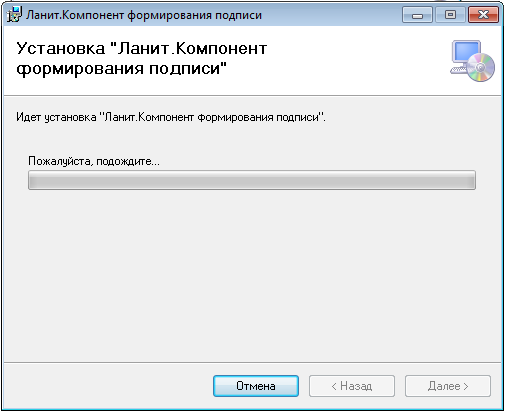 Ланит.Компонент формирования подписи
Установка "Ланит.Компонент
формирования подписи"
Идет установка "Ланит.Компонент формирования подписи".
Пожалуйста, подождите...
Отмена
< Назад
Далее >